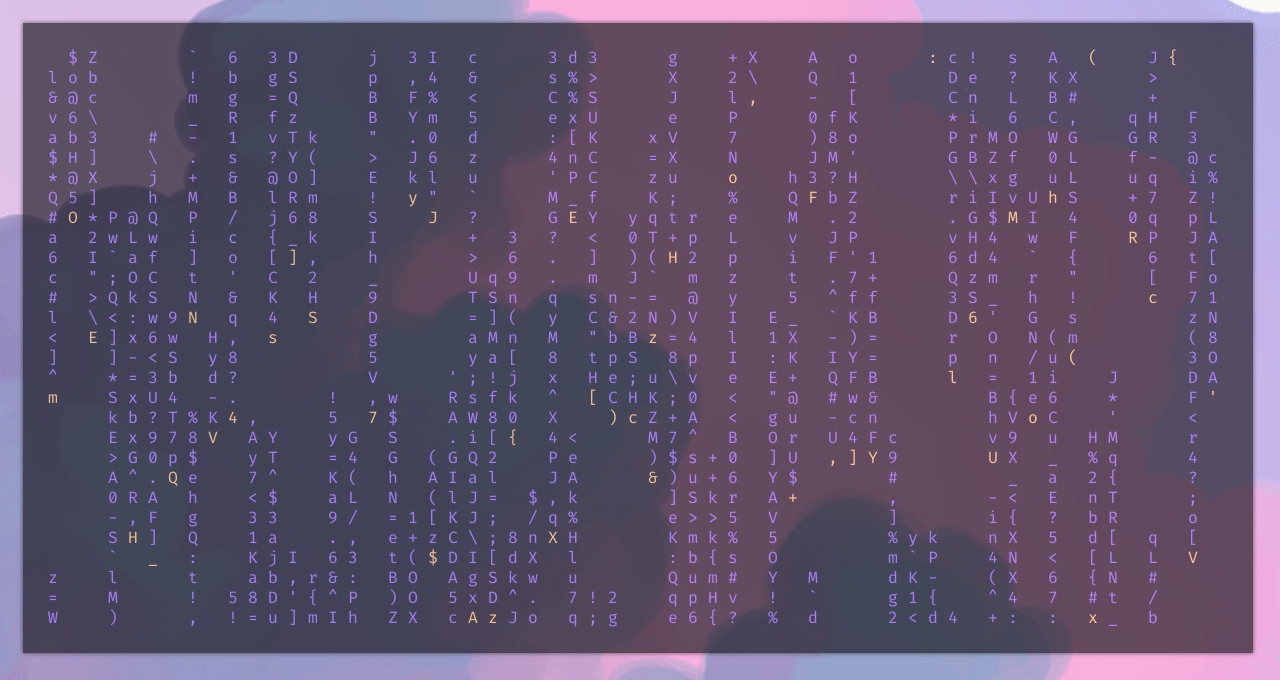 $ Z ` 6 3 D j 3 I c 3 d 3 g + X A o : c ! s A ( J {
l o b ! b g S p , 4 & s % > X 2 \ Q 1 D e ? K X >
& @ c m g = Q B F % < C % S J l , - [ C n L B # +
v 6 \ _ R f z B Y m 5 e x U e P 0 f K * i 6 C , q H F
a b 3 # - 1 v T k " . 0 d : [ K x V 7 ) 8 o P r M O W G G R 3
$ H ] \ . s ? Y ( > J 6 z 4 n C = X N J M ' G B Z f 0 L f - @ c
* @ X j + & @ O ] E k l u ' P C z u % h 3 ? H \ \ x g u L u q i %
Q 5 ] h M B l R m ! y " ` M _ f K ; % Q F b Z r i I v U h S + 7 Z !
# O * P @ Q P / j 6 8 S J ? G E Y y q t e r M . 2 . G $ M I 4 0 q p L
a 2 w L w i c { _ k I + 3 ? < 0 T + L p v J P v H 4 w F R P J A
6 I ` a f ] o [ ] , h > 6 . ] ) ( H p 2 i F ' 1 6 d 4 ` { 6 t [
c " ; O C t ' C 2 _ U q 9 . m J ` z m t . 7 + Q z m r " [ F o
# > Q k S N & K H 9 T S n q s n - = y @ 5 ^ f f 3 S _ h ! c 7 1
l \ < : w 9 N q 4 S D = ] ( y C & 2 N ) I V E _ ` k B D 6 ' G s z N
< E ] x 6 w H , s g a M n M " b B z = l 4 1 X - ) = r O N ( m ( 8
] ] - < S y 8 5 y a [ 8 t p S 8 I p : K I Y = p n / u ( 3 O
^ * = 3 b d ? V ' ; ! j x H e ; u \ e v E + Q F B l = 1 i J D A
m S x U 4 - . ! , w R s f k ^ [ C H K ; < 0 " @ # w & B { e 6 * F '
k b ? T K % 4 , 5 7 $ A W 8 0 X ) c Z + < A g u - c n h V o C ' <
E x 9 7 V 8 A Y y G S . i [ { 4 < M 7 B ^ O r U 4 F c v 9 u H M r
> G 0 p $ y T = 4 G ( G Q 2 P e ) $ 0 s + ] U , ] Y 9 U X _ % q 4
A ^ . Q e 7 ^ K ( h A I a l J A & ) 6 u + Y $ # _ a 2 { ?
0 R A h < $ a L N ( l J = $ , k ] r S k A + , - < E n T ;
- , F g 3 3 9 / = 1 [ K J ; / q % e 5 > > V ] i { ? b R o
S H ] Q 1 a . , e + z C \ ; 8 n X H K % m k 5 % y k n X 5 d [ q [
` _ : K j I 6 3 t ( $ D I [ d X l : s b { O m ` P 4 N < [ L L V
z l t a b , r & : B O A g S k w u Q # u m Y M d K - ( X 6 { N #
= M ! 5 8 D ' { ^ P ) O 5 x D ^ . 7 ! 2 q v p H ! ` g 1 { ^ 4 7 # t /
W ) , ! = u ] m I h Z X c A z J o q ; g e ? 6 { % d 2 < d 4 + : : x _ b